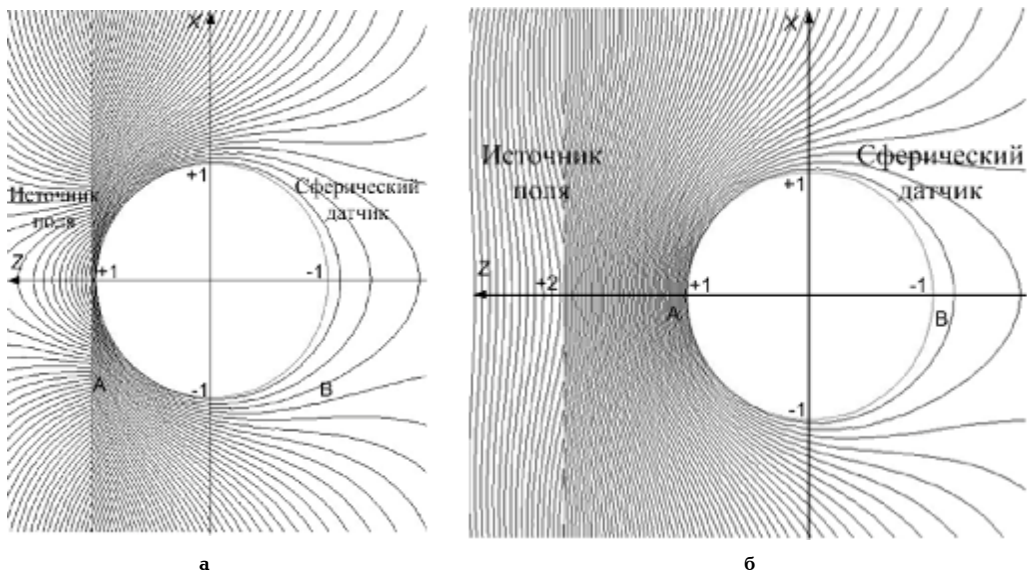 X
+1
Источник
поля
Сферический
датчик
Z
+1
-1
A
-1
B
а
X
Источник
поля
Сферический
датчик
+1
Z
+2
+1
-1
A
B
-1
б